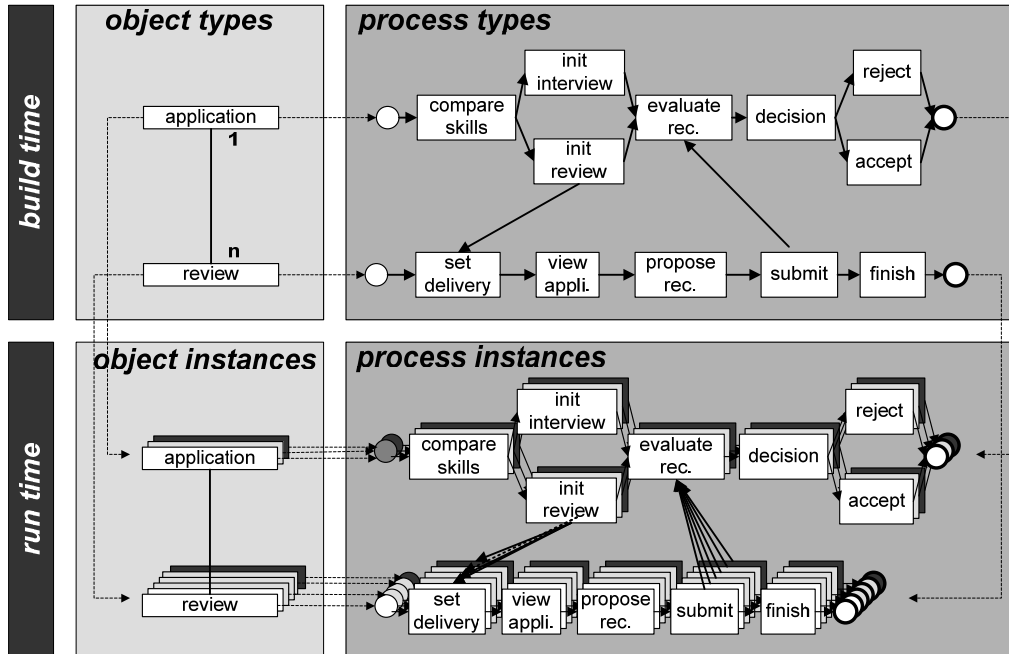 object types
process types
build time
application
1
n
review
compare
skills
init
interview
init
review
evaluate
rec.
decision
reject
accept
set
delivery
view
appli.
propose
rec.
submit
finish
object instances
process instances
run time
application
review
compare
skills
init
interview
init
review
evaluate
rec.
decision
reject
accept
set
delivery
view
appli.
propose
rec.
submit
finish